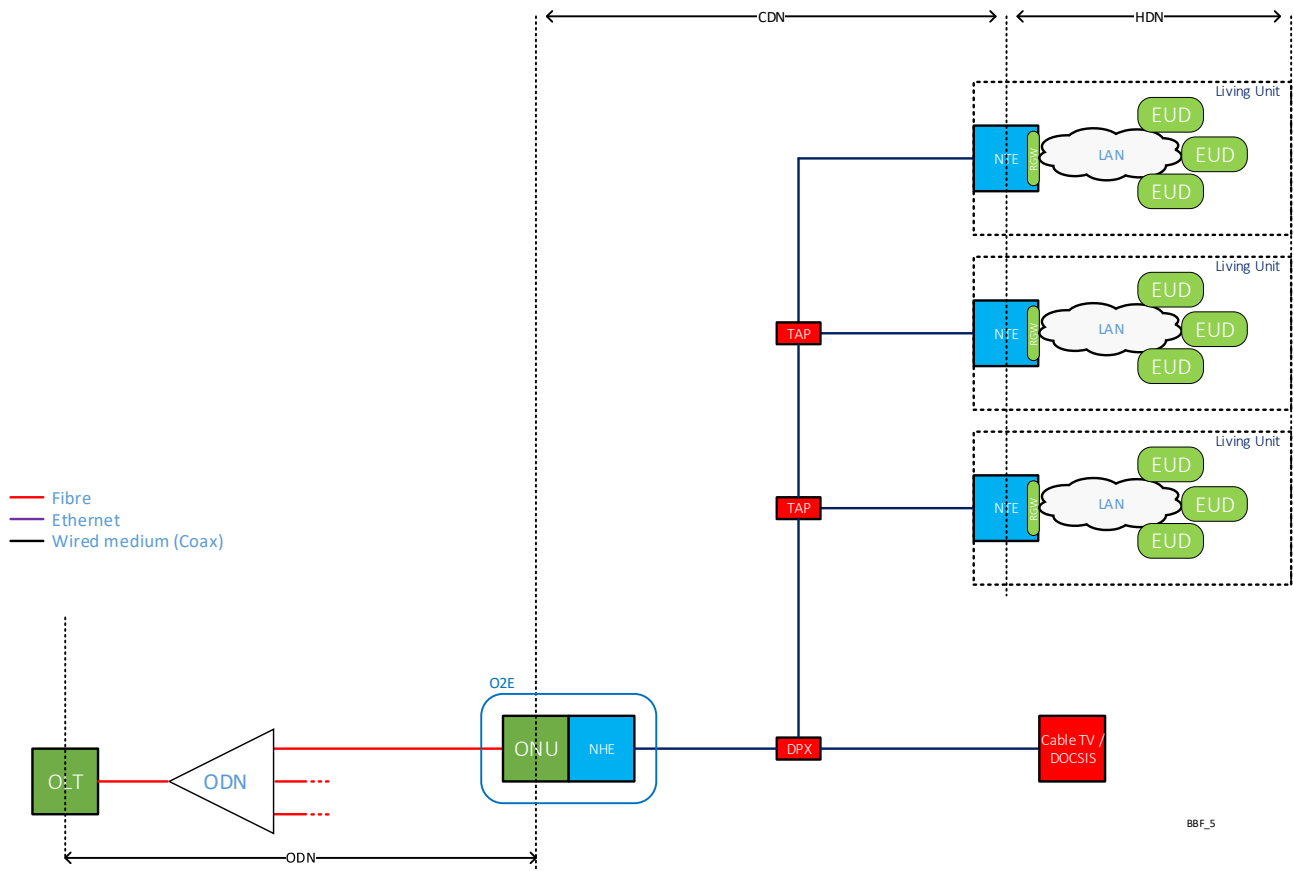 CDN
HDN
Living Unit
EUD
NTE
RGW
LAN
EUD
EUD
Living Unit
EUD
TAP
NTE
RGW
LAN
EUD
EUD
Living Unit
EUD
TAP
NTE
RGW
LAN
EUD
EUD
Fibre
Ethernet
Wired medium (Coax)
O2E
OLT
ODN
ONU
NHE
DPX
Cable TV /
DOCSIS
BBF_5
ODN